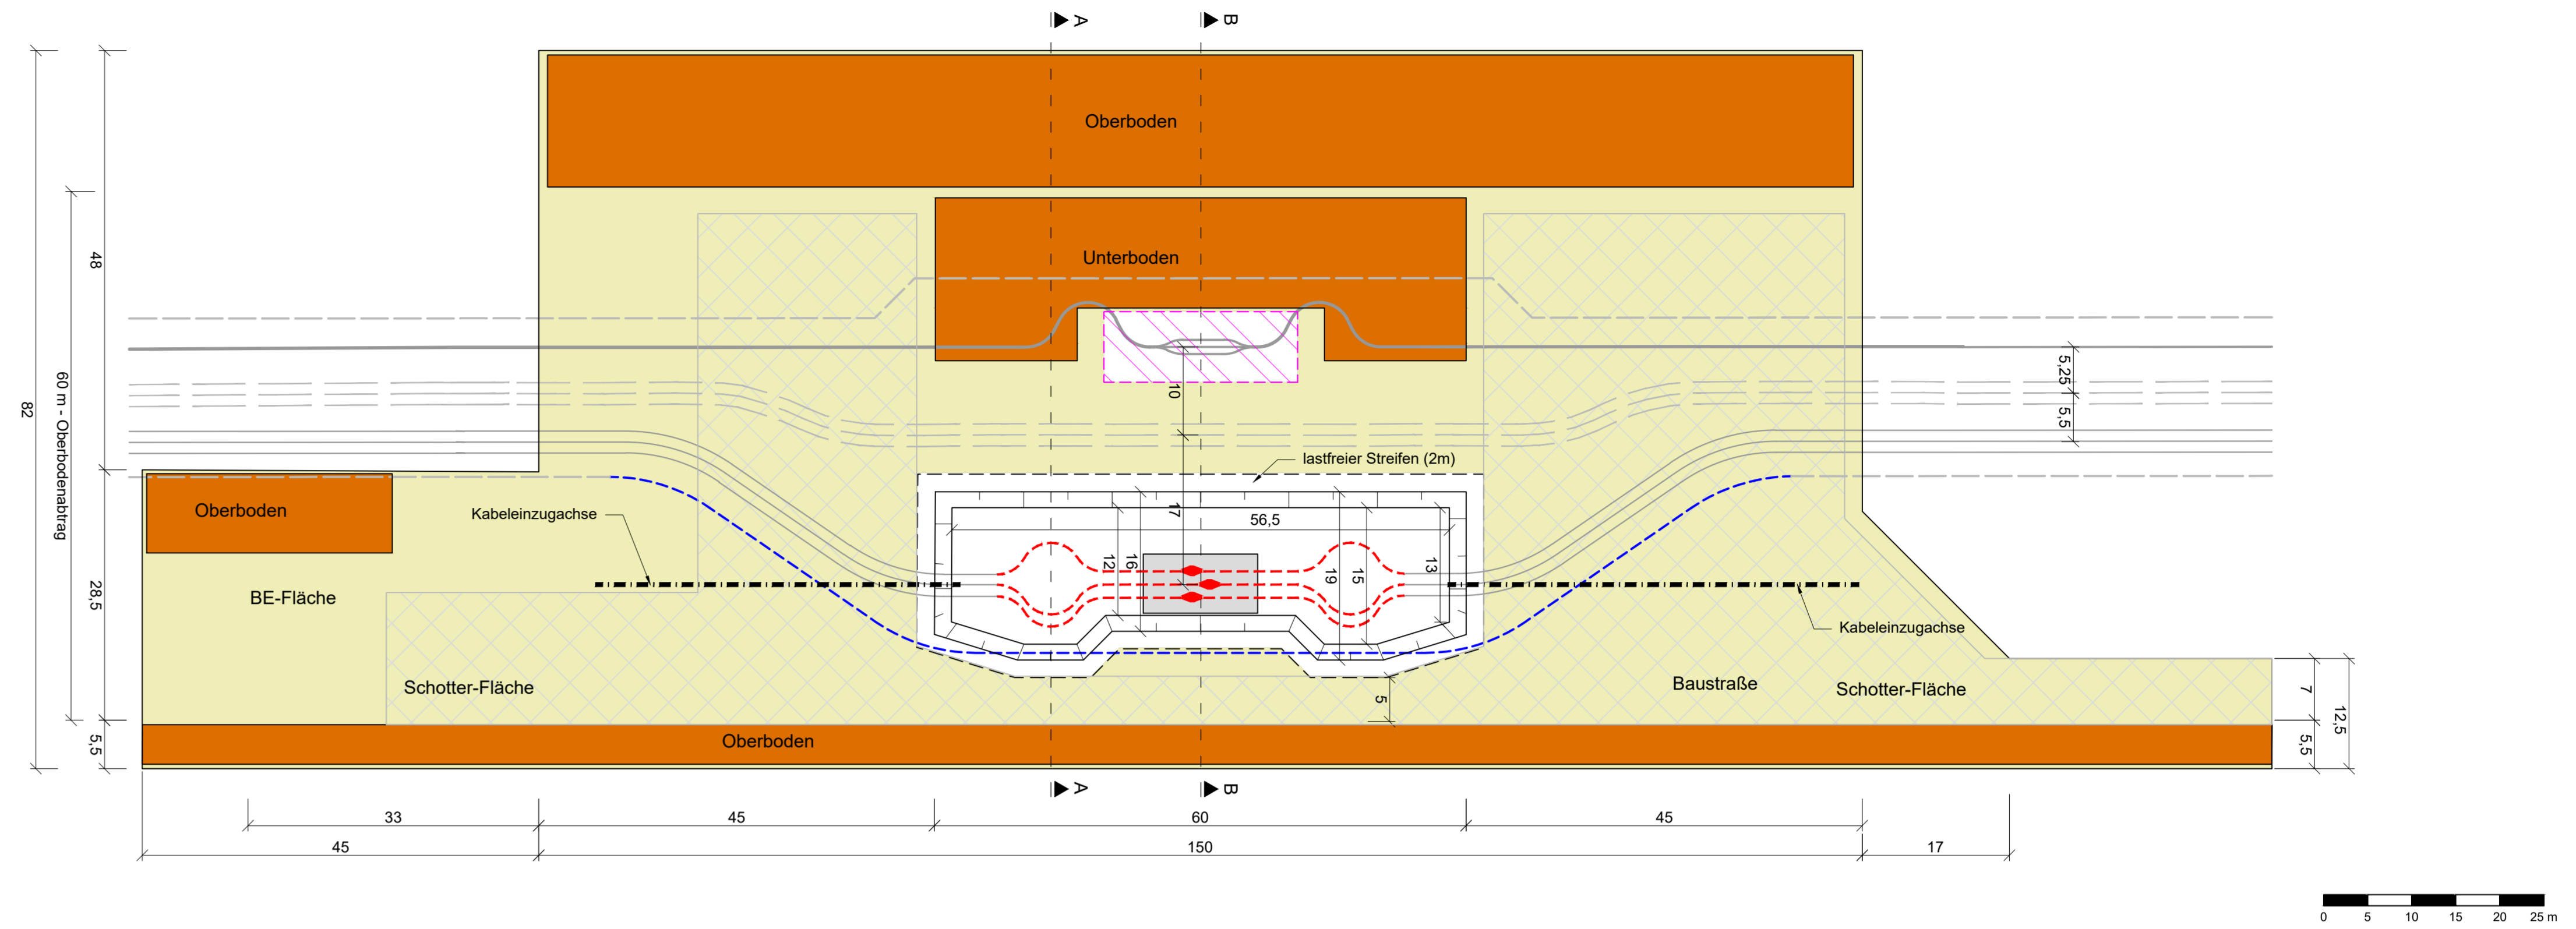 A
B
Oberboden
Unterboden
48
82
60 m - Oberbodenabtrag
28,5
5,5
10
5,25
5,5
lastfreier Streifen (2m)
Oberboden
Kabeleinzugachse
17
56,5
12
16
19
15
13
BE-Fläche
Kabeleinzugachse
Schotter-Fläche
5
Baustraße
Schotter-Fläche
7
12,5
5,5
Oberboden
A
B
33
45
60
45
45
150
17
0
5
10
15
20
25 m